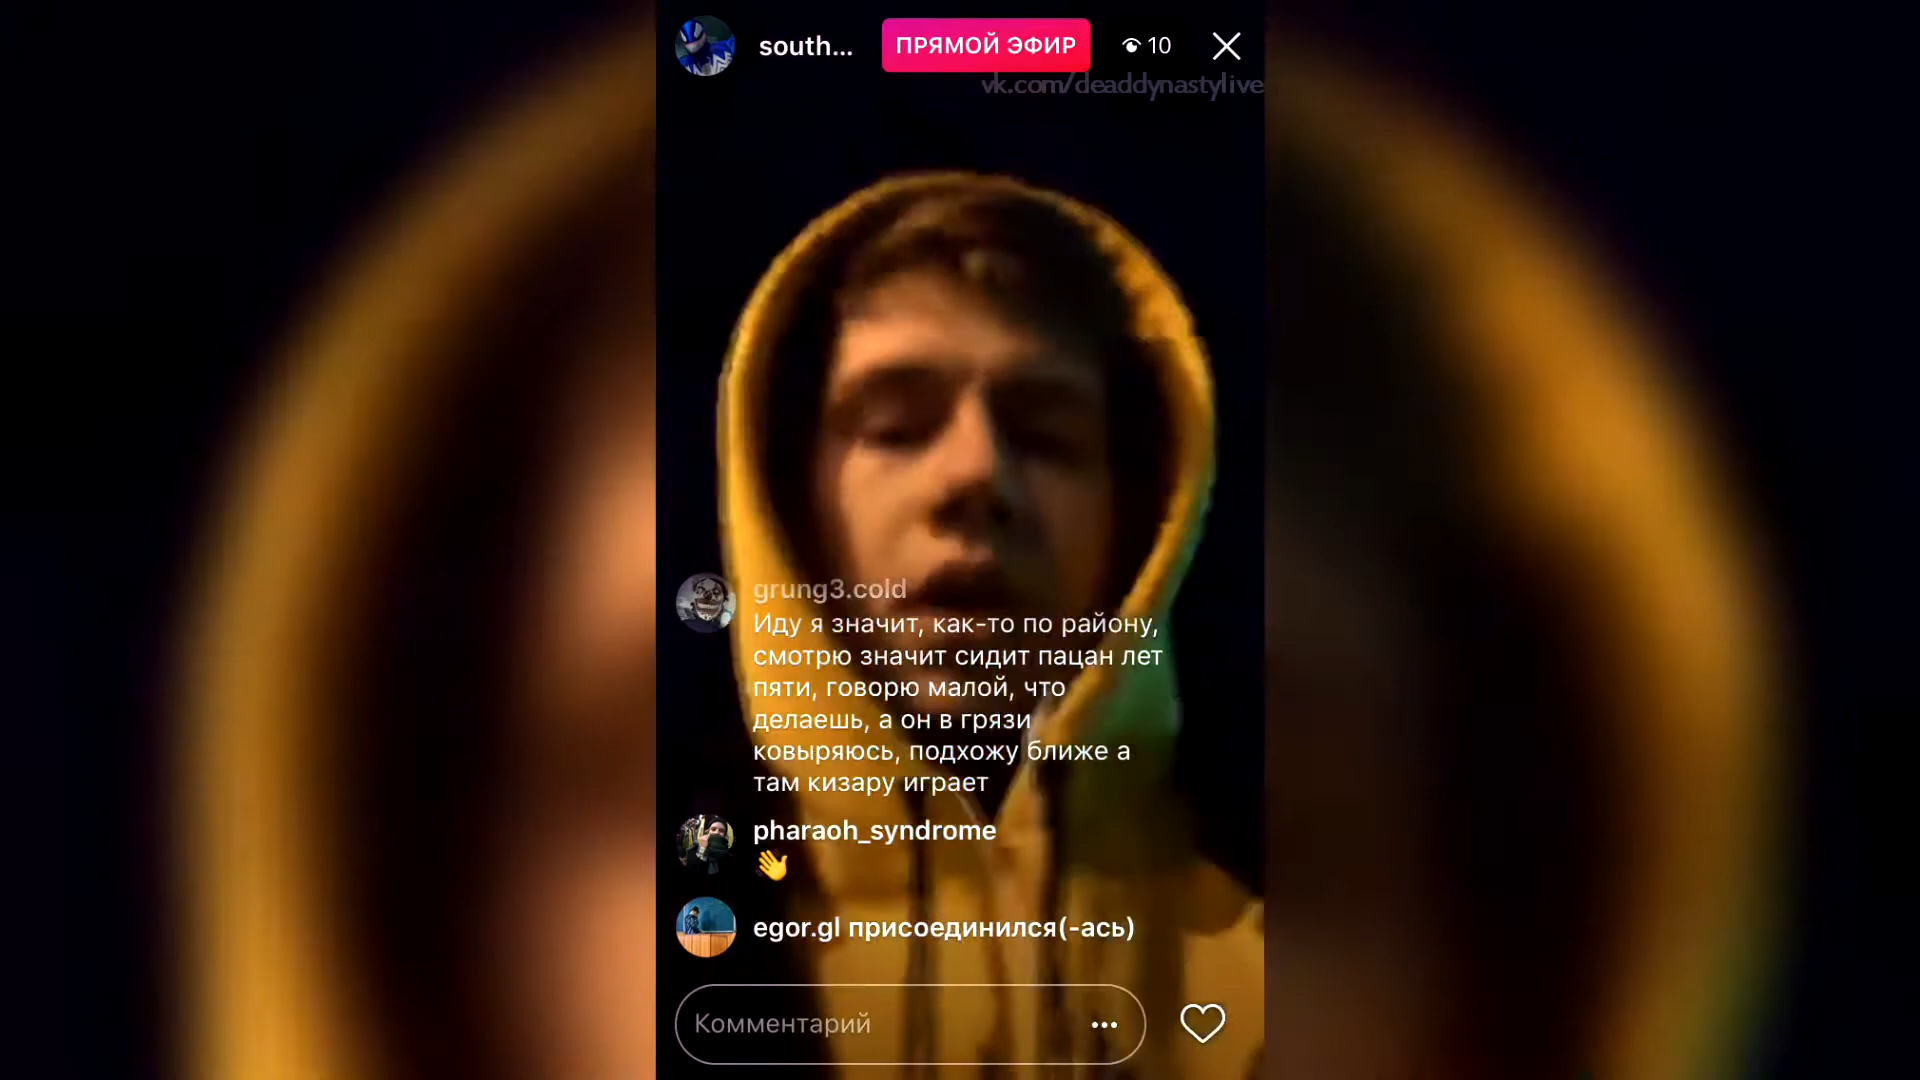 south...
ПРЯМОЙ ЭФИР
10
vk.com/deaddynastylive
grung3.cold
Иду я значит, как-то по району,
смотрю значит сидит пацан лет
пяти, говорю малой, что
делаешь, а он в грязи
ковыряюсь, подхожу ближе а
там кизару играет
pharaoh_syndrome
👋
egor.gl присоединился(-ась)
Комментарий